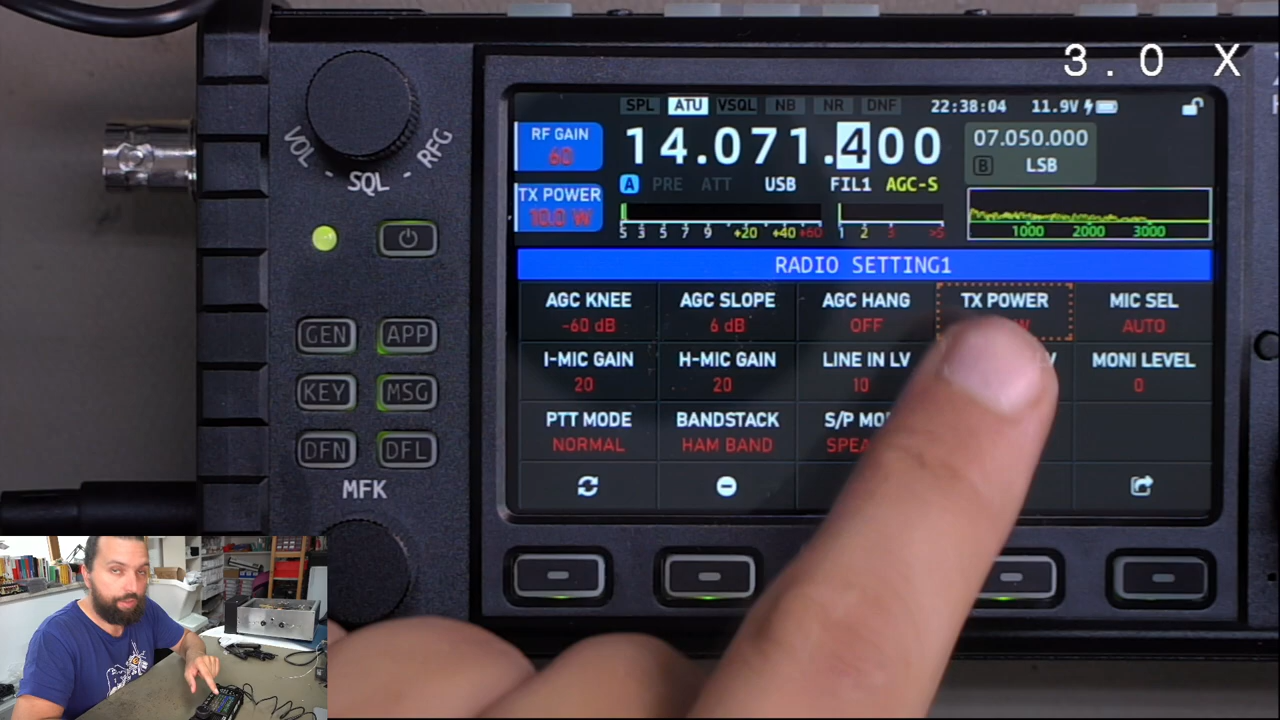 3.0 X
SPL ATU VSQL NB NR DNF 22:38:04 11.9V
RF GAIN
60
14.071.400
07.050.000
B LSB
A PRE ATT USB FIL1 AGC-S
TX POWER
10.0 W
S 3 5 7 9 +20 +40 +60
1 2 3 >5
1000 2000 3000
RADIO SETTING1
AGC KNEE AGC SLOPE AGC HANG TX POWER MIC SEL
-60 dB 6 dB OFF W AUTO
I-MIC GAIN H-MIC GAIN LINE IN LV MONI LEVEL
20 20 10 0
PTT MODE BANDSTACK S/P
NORMAL HAM BAND
VOL - SQL - RFG
GEN APP
KEY MSG
DFN DFL
MFK